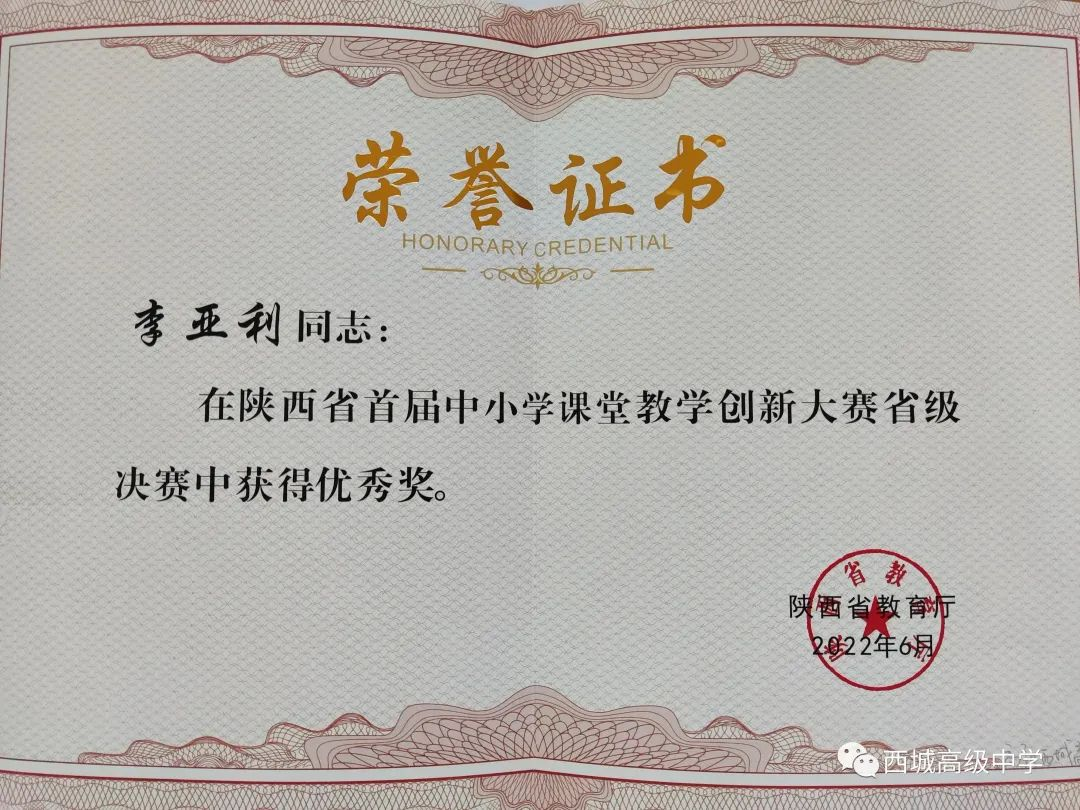 荣誉证书
HONORARY CREDENTIAL
李亚利同志：
在陕西省首届中小学课堂教学创新大赛省级
决赛中获得优秀奖。
陕西省教育厅
2022年6月
西城高级中学